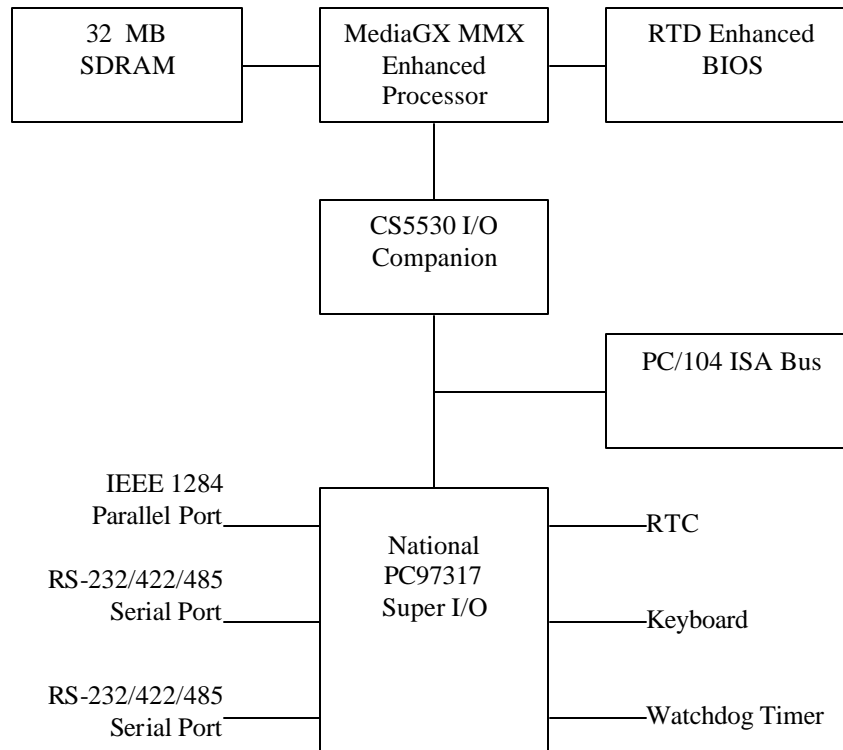 32 MB
SDRAM
MediaGX MMX
Enhanced
Processor
RTD Enhanced
BIOS
CS5530 I/O
Companion
PC/104 ISA Bus
IEEE 1284
Parallel Port
RS-232/422/485
Serial Port
RS-232/422/485
Serial Port
National
PC97317
Super I/O
RTC
Keyboard
Watchdog Timer